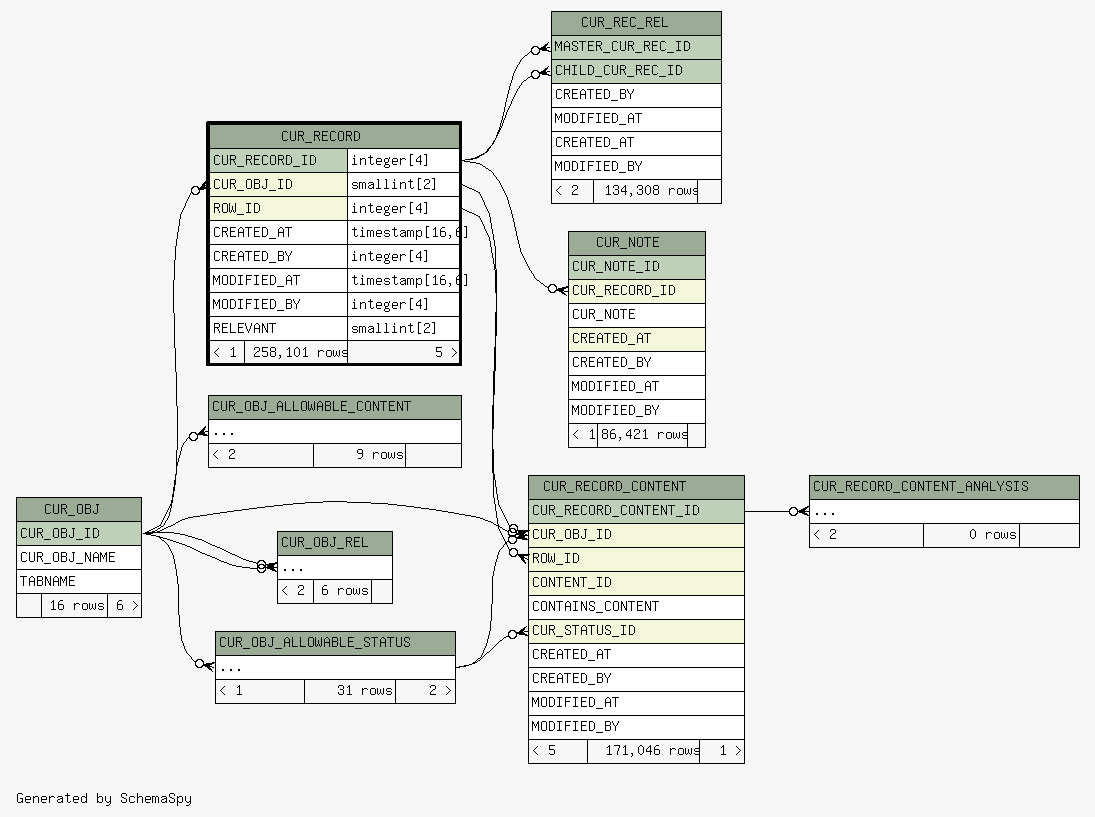 CUR_REC_REL
MASTER_CUR_REC_ID
CHILD_CUR_REC_ID
CREATED_BY
MODIFIED_AT
CREATED_AT
MODIFIED_BY
< 2 134,308 rows
CUR_RECORD
CUR_RECORD_ID integer[4]
CUR_OBJ_ID smallint[2]
ROW_ID integer[4]
CREATED_AT timestamp[16,6]
CREATED_BY integer[4]
MODIFIED_AT timestamp[16,6]
MODIFIED_BY integer[4]
RELEVANT smallint[2]
< 1 258,101 rows 5 >
CUR_NOTE
CUR_NOTE_ID
CUR_RECORD_ID
CUR_NOTE
CREATED_AT
CREATED_BY
MODIFIED_AT
MODIFIED_BY
< 1 86,421 rows
CUR_OBJ_ALLOWABLE_CONTENT
...
< 2 9 rows
CUR_OBJ
CUR_OBJ_ID
CUR_OBJ_NAME
TABNAME
16 rows 6 >
CUR_OBJ_REL
...
< 2 6 rows
CUR_OBJ_ALLOWABLE_STATUS
...
< 1 31 rows 2 >
CUR_RECORD_CONTENT
CUR_RECORD_CONTENT_ID
CUR_OBJ_ID
ROW_ID
CONTENT_ID
CONTAINS_CONTENT
CUR_STATUS_ID
CREATED_AT
CREATED_BY
MODIFIED_AT
MODIFIED_BY
< 5 171,046 rows 1 >
CUR_RECORD_CONTENT_ANALYSIS
...
< 2 0 rows
Generated by SchemaSpy